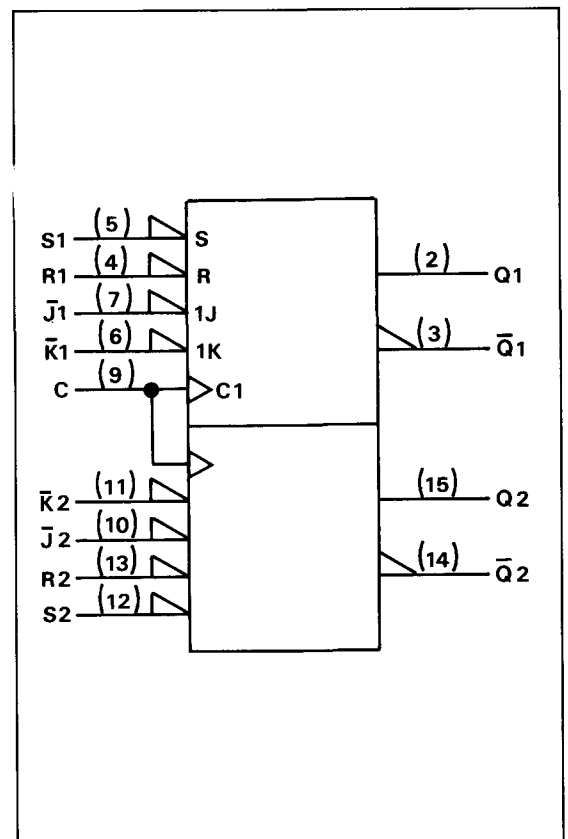 S1 (5) S
R1 (4) R (2) Q1
J̄1 (7) 1J
K̄1 (6) 1K (3) Q̄1
C (9) C1
K̄2 (11) (15) Q2
J̄2 (10)
R2 (13) (14) Q̄2
S2 (12)